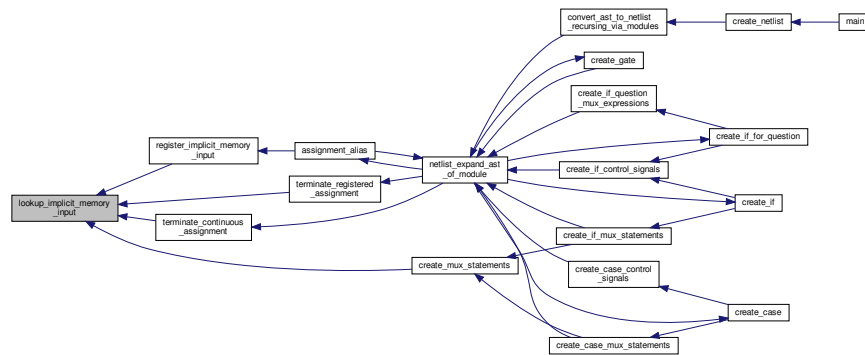 convert_ast_to_netlist
_recursing_via_modules
create_netlist
main
create_gate
create_if_question
_mux_expressions
create_if_for_question
register_implicit_memory
_input
assignment_alias
netlist_expand_ast
_of_module
create_if_control_signals
terminate_registered
_assignment
lookup_implicit_memory
_input
create_if
terminate_continuous
_assignment
create_if_mux_statements
create_mux_statements
create_case_control
_signals
create_case
create_case_mux_statements